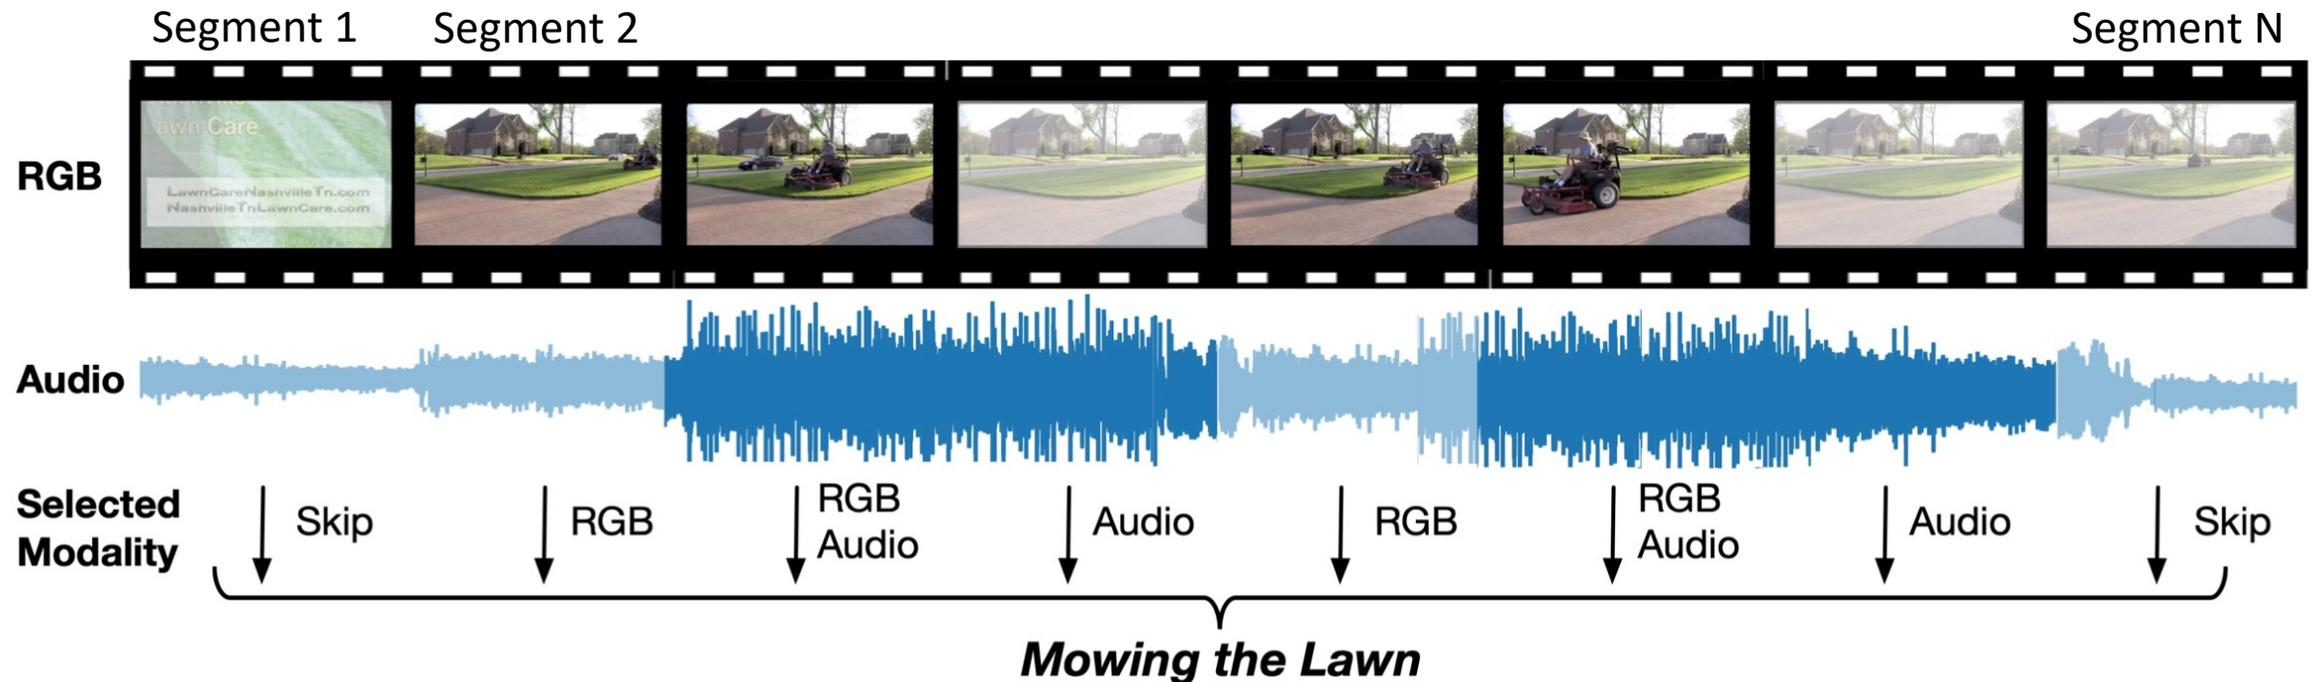 Segment 1
Segment 2
Segment N
RGB
Lawn Care
LawnCareNashvilleTn.com
NashvilleTnLawnCare.com
Audio
Selected
Modality
Skip
RGB
RGB
Audio
Audio
RGB
RGB
Audio
Audio
Skip
Mowing the Lawn